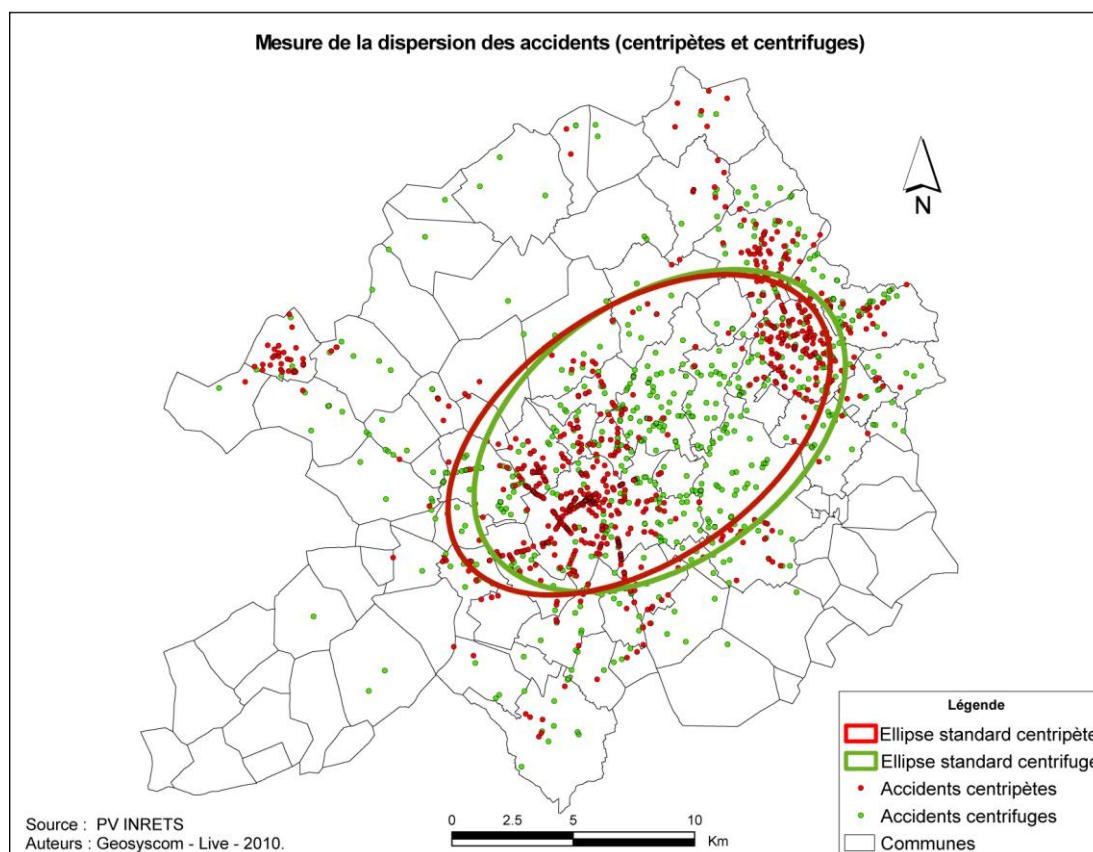 Mesure de la dispersion des accidents (centripètes et centrifuges)
N
Légende
Ellipse standard centripète
Ellipse standard centrifuge
Accidents centripètes
Accidents centrifuges
Communes
0 2.5 5 10
Km
Source : PV INRETS
Auteurs : Geosyscom - Live - 2010.